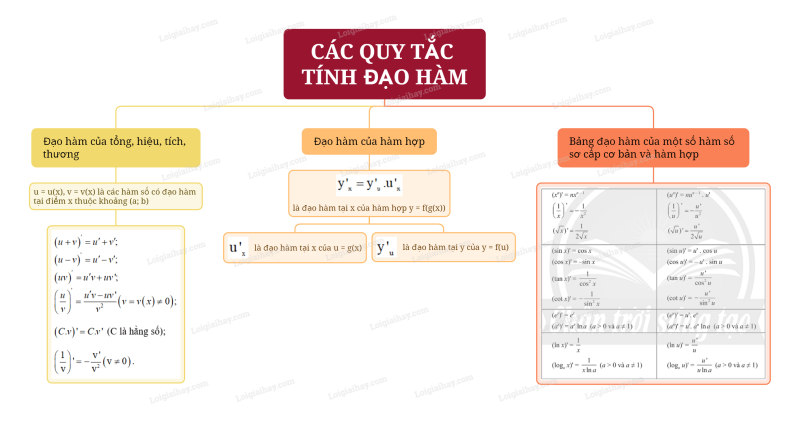 CÁC QUY TẮC
TÍNH ĐẠO HÀM
Đạo hàm của tổng, hiệu, tích,
thương
u = u(x), v = v(x) là các hàm số có đạo hàm
tại điểm x thuộc khoảng (a; b)
(u + v)' = u' + v';
(u − v)' = u' − v';
(uv)' = u'v + uv';
(u/v)' = (u'v − uv')/v² (v = v(x) ≠ 0);
(C.v)' = C.v' (C là hằng số);
(1/v)' = −v'/v² (v ≠ 0).
Đạo hàm của hàm hợp
y'ₓ = y'ᵤ.u'ₓ
là đạo hàm tại x của hàm hợp y = f(g(x))
u'ₓ là đạo hàm tại x của u = g(x)
y'ᵤ là đạo hàm tại y của y = f(u)
Bảng đạo hàm của một số hàm số
sơ cấp cơ bản và hàm hợp
(xⁿ)' = nxⁿ⁻¹ (uⁿ)' = nuⁿ⁻¹ . u'
(1/x)' = −1/x² (1/u)' = −u'/u²
(√x)' = 1/(2√x) (√u)' = u'/(2√u)
(sin x)' = cos x (sin u)' = u' . cos u
(cos x)' = −sin x (cos u)' = −u' . sin u
(tan x)' = 1/cos² x (tan u)' = u'/cos² u
(cot x)' = −1/sin² x (cot u)' = −u'/sin² u
(eˣ)' = eˣ (eᵘ)' = u'. eᵘ
(aˣ)' = aˣ ln a (a > 0 và a ≠ 1) (aᵘ)' = u'. aᵘ ln a (a > 0 và a ≠ 1)
(ln x)' = 1/x (ln u)' = u'/u
(logₐ x)' = 1/(x ln a) (a > 0 và a ≠ 1) (logₐ u)' = u'/(u ln a) (a > 0 và a ≠ 1)
Loigiaihay.com